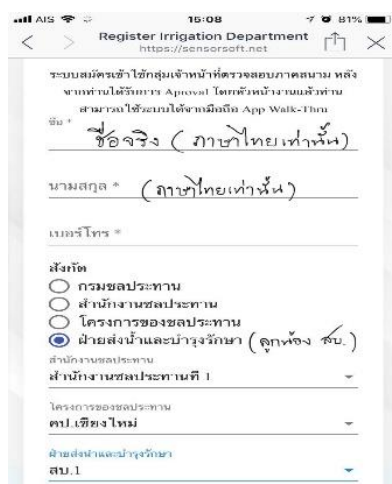 AIS 15:08 81%
Register Irrigation Department
https://sensorsoft.net
ระบบสมัครเข้าใช้กลุ่มเจ้าหน้าที่ตรวจสอบภาคสนาม หลัง
จากท่านได้รับการ Aproval โดยหัวหน้างานแล้วท่าน
สามารถใช้ระบบได้จากมือถือ App Walk-Thru
ชื่อ *
ชื่อจริง (ภาษาไทยเท่านั้น)
นามสกุล * (ภาษาไทยเท่านั้น)
เบอร์โทร *
สังกัด
กรมชลประทาน
สำนักงานชลประทาน
โครงการของชลประทาน
ฝ่ายส่งน้ำและบำรุงรักษา (ลูกจ้าง สบ.)
สำนักงานชลประทาน
สำนักงานชลประทานที่ 1
โครงการของชลประทาน
คป.เชียงใหม่
ฝ่ายส่งน้ำและบำรุงรักษา
สบ.1